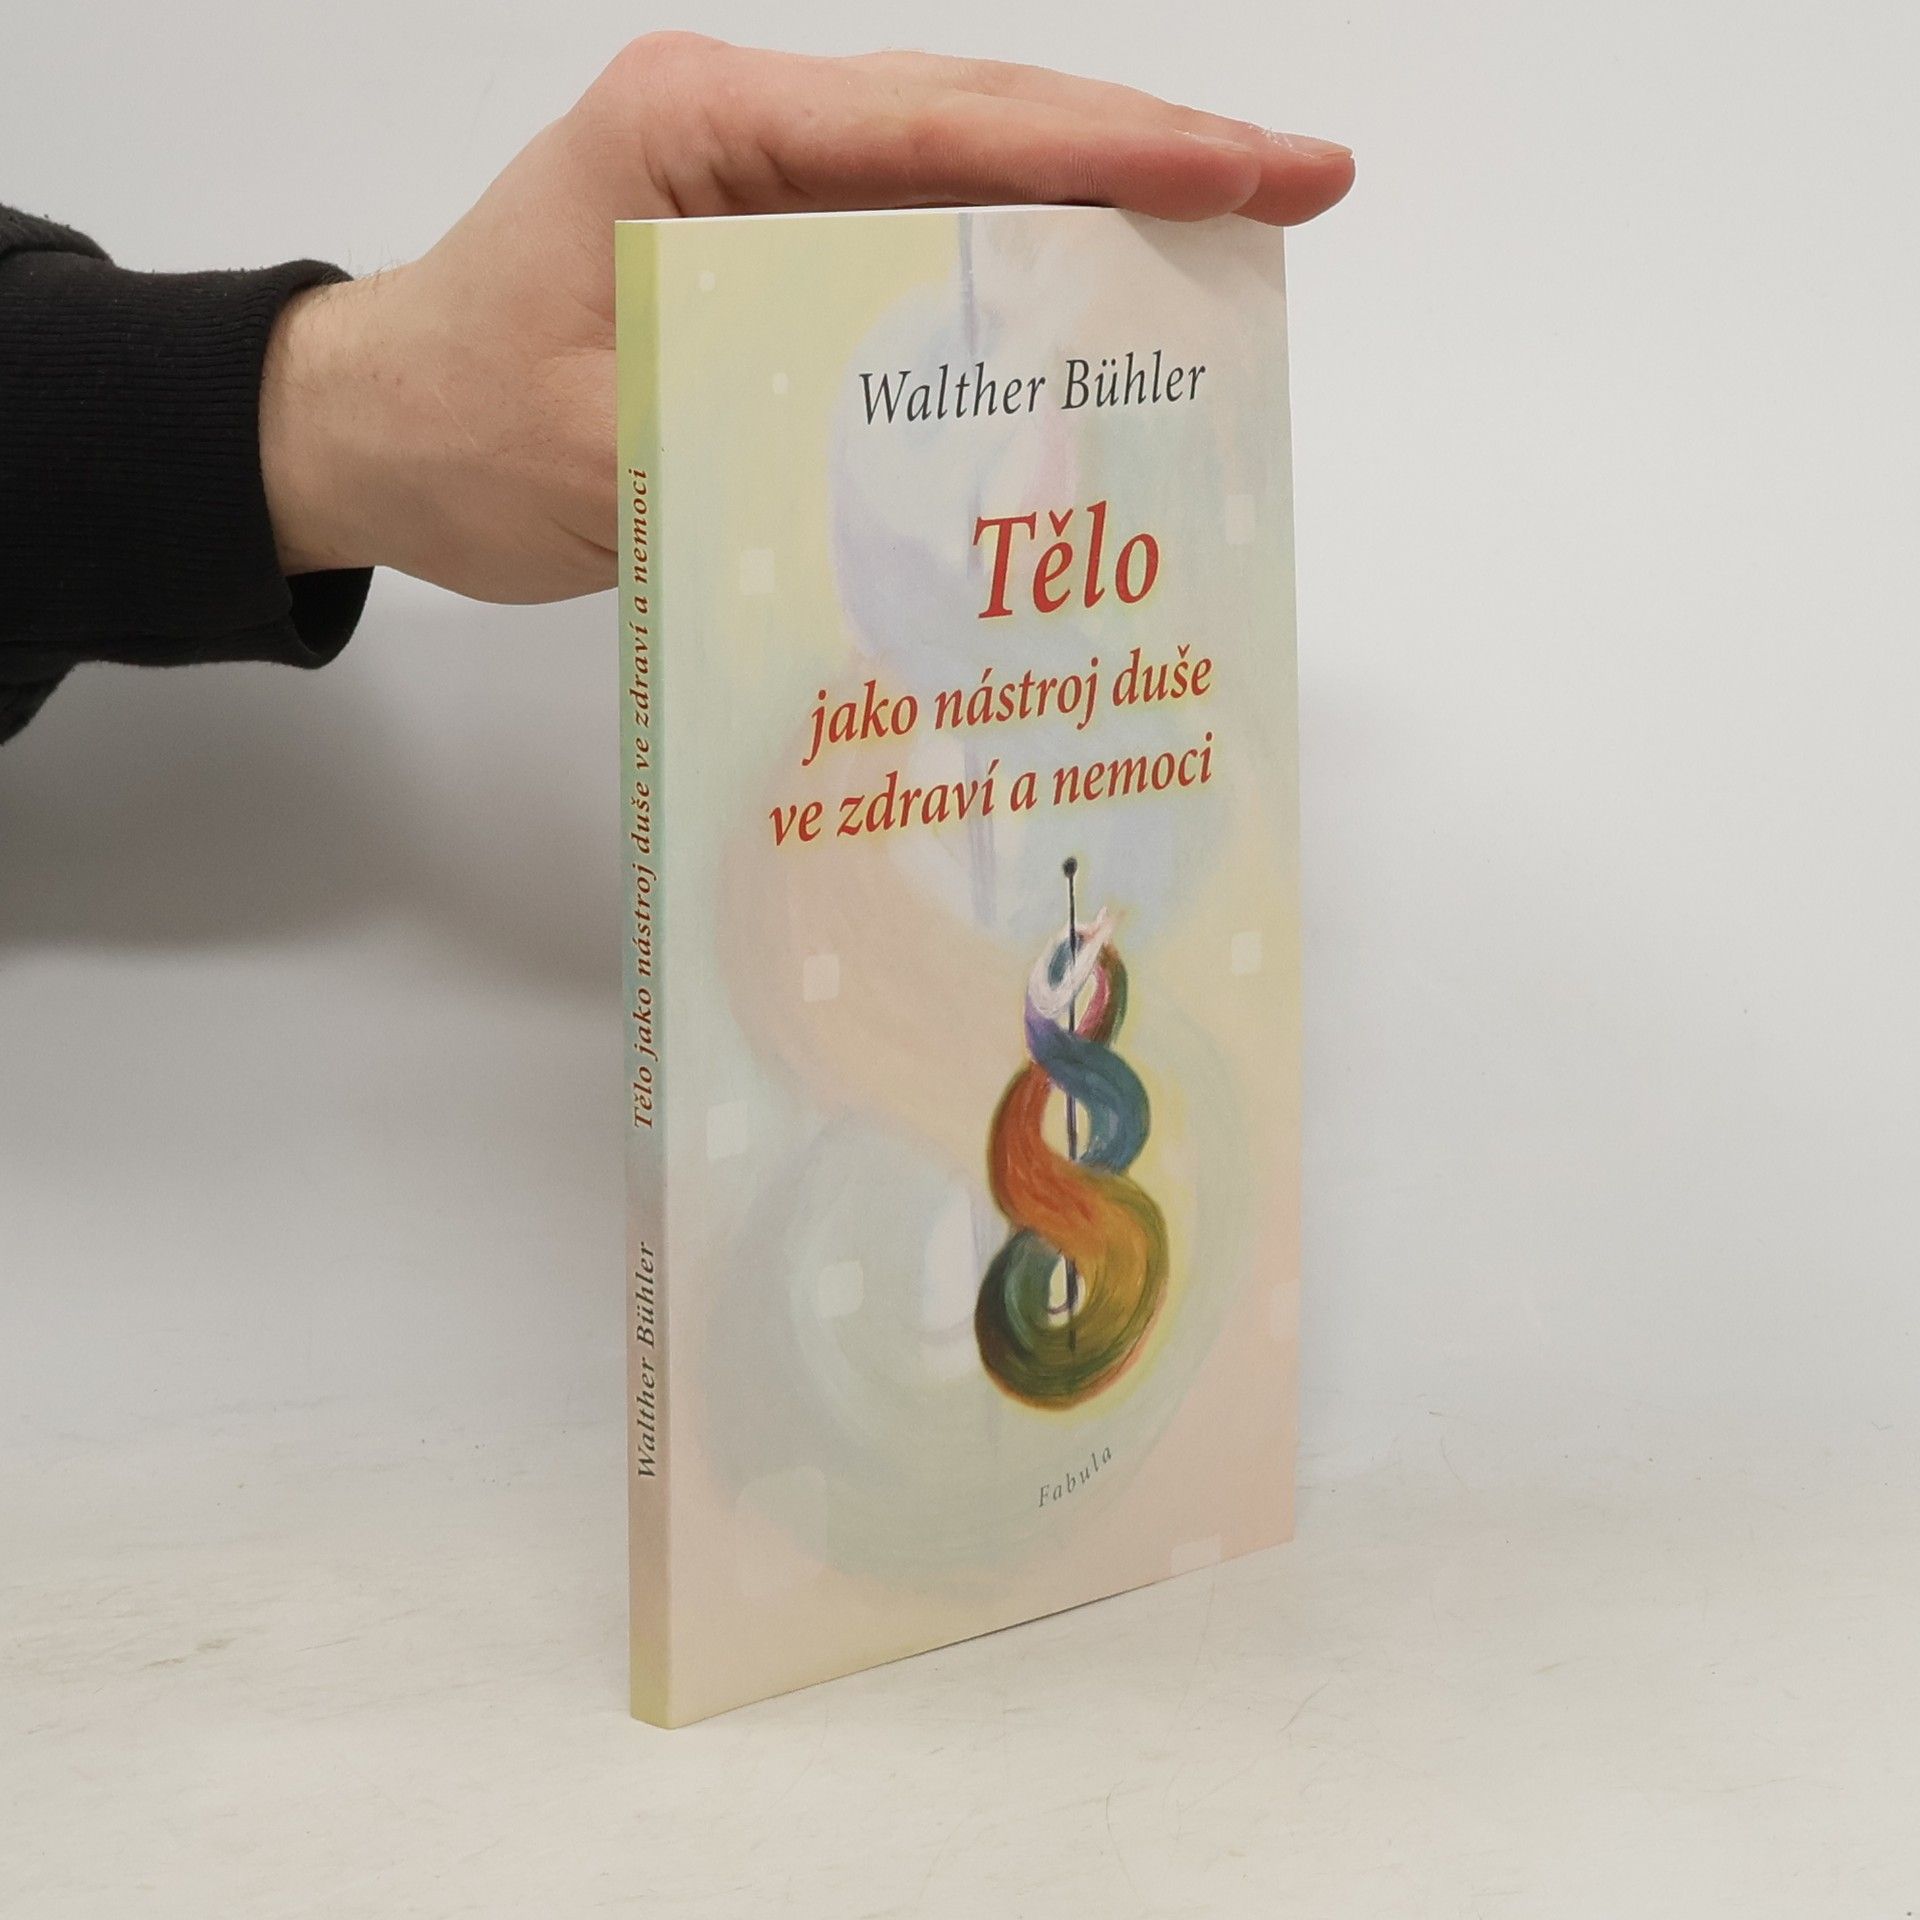 Walther Bühler
Tělo
jako nástroj duše
ve zdraví a nemoci
Fabula
Walther Bühler Tělo jako nástroj duše ve zdraví a nemoci